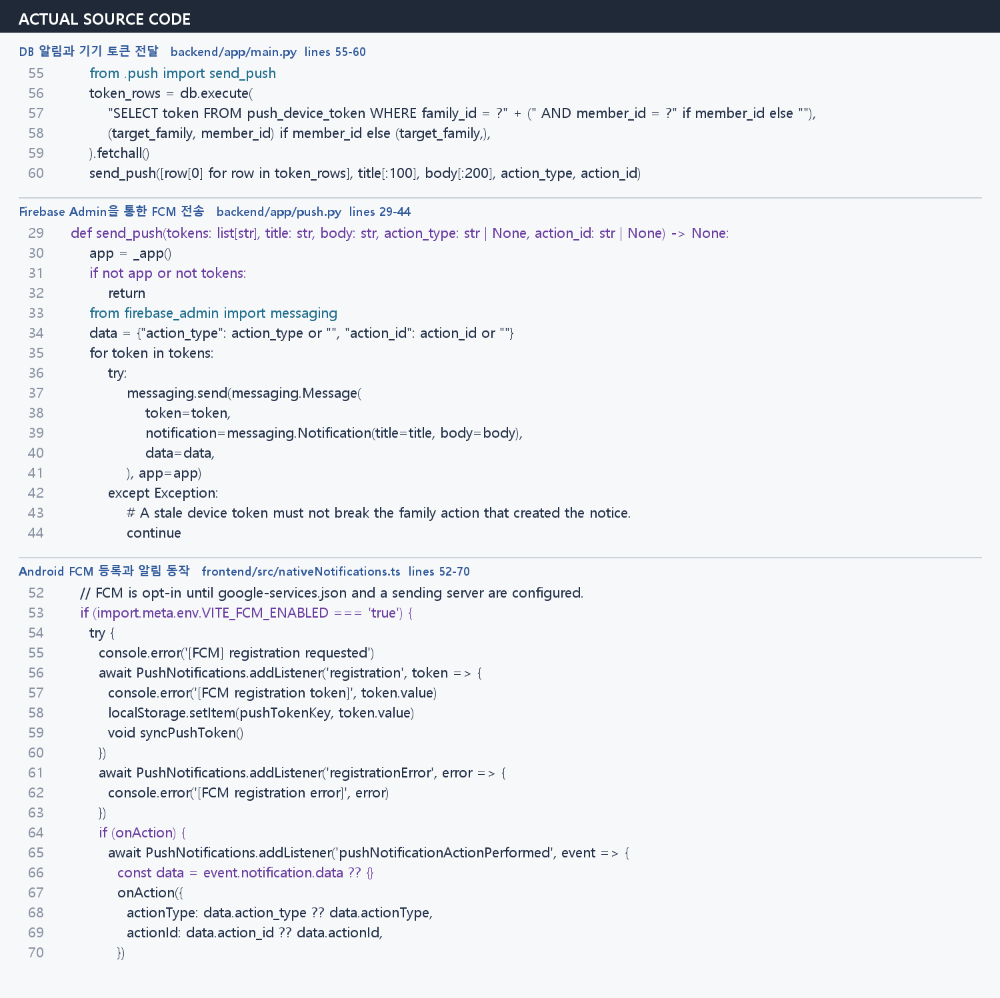 ACTUAL SOURCE CODE
DB 알림과 기기 토큰 전달 backend/app/main.py lines 55-60
55 from .push import send_push
56 token_rows = db.execute(
57 "SELECT token FROM push_device_token WHERE family_id = ?" + (" AND member_id = ?" if member_id else ""),
58 (target_family, member_id) if member_id else (target_family,),
59 ).fetchall()
60 send_push([row[0] for row in token_rows], title[:100], body[:200], action_type, action_id)
Firebase Admin을 통한 FCM 전송 backend/app/push.py lines 29-44
29 def send_push(tokens: list[str], title: str, body: str, action_type: str | None, action_id: str | None) -> None:
30 app = _app()
31 if not app or not tokens:
32 return
33 from firebase_admin import messaging
34 data = {"action_type": action_type or "", "action_id": action_id or ""}
35 for token in tokens:
36 try:
37 messaging.send(messaging.Message(
38 token=token,
39 notification=messaging.Notification(title=title, body=body),
40 data=data,
41 ), app=app)
42 except Exception:
43 # A stale device token must not break the family action that created the notice.
44 continue
Android FCM 등록과 알림 동작 frontend/src/nativeNotifications.ts lines 52-70
52 // FCM is opt-in until google-services.json and a sending server are configured.
53 if (import.meta.env.VITE_FCM_ENABLED === 'true') {
54 try {
55 console.error('[FCM] registration requested')
56 await PushNotifications.addListener('registration', token => {
57 console.error('[FCM registration token]', token.value)
58 localStorage.setItem(pushTokenKey, token.value)
59 void syncPushToken()
60 })
61 await PushNotifications.addListener('registrationError', error => {
62 console.error('[FCM registration error]', error)
63 })
64 if (onAction) {
65 await PushNotifications.addListener('pushNotificationActionPerformed', event => {
66 const data = event.notification.data ?? {}
67 onAction({
68 actionType: data.action_type ?? data.actionType,
69 actionId: data.action_id ?? data.actionId,
70 })